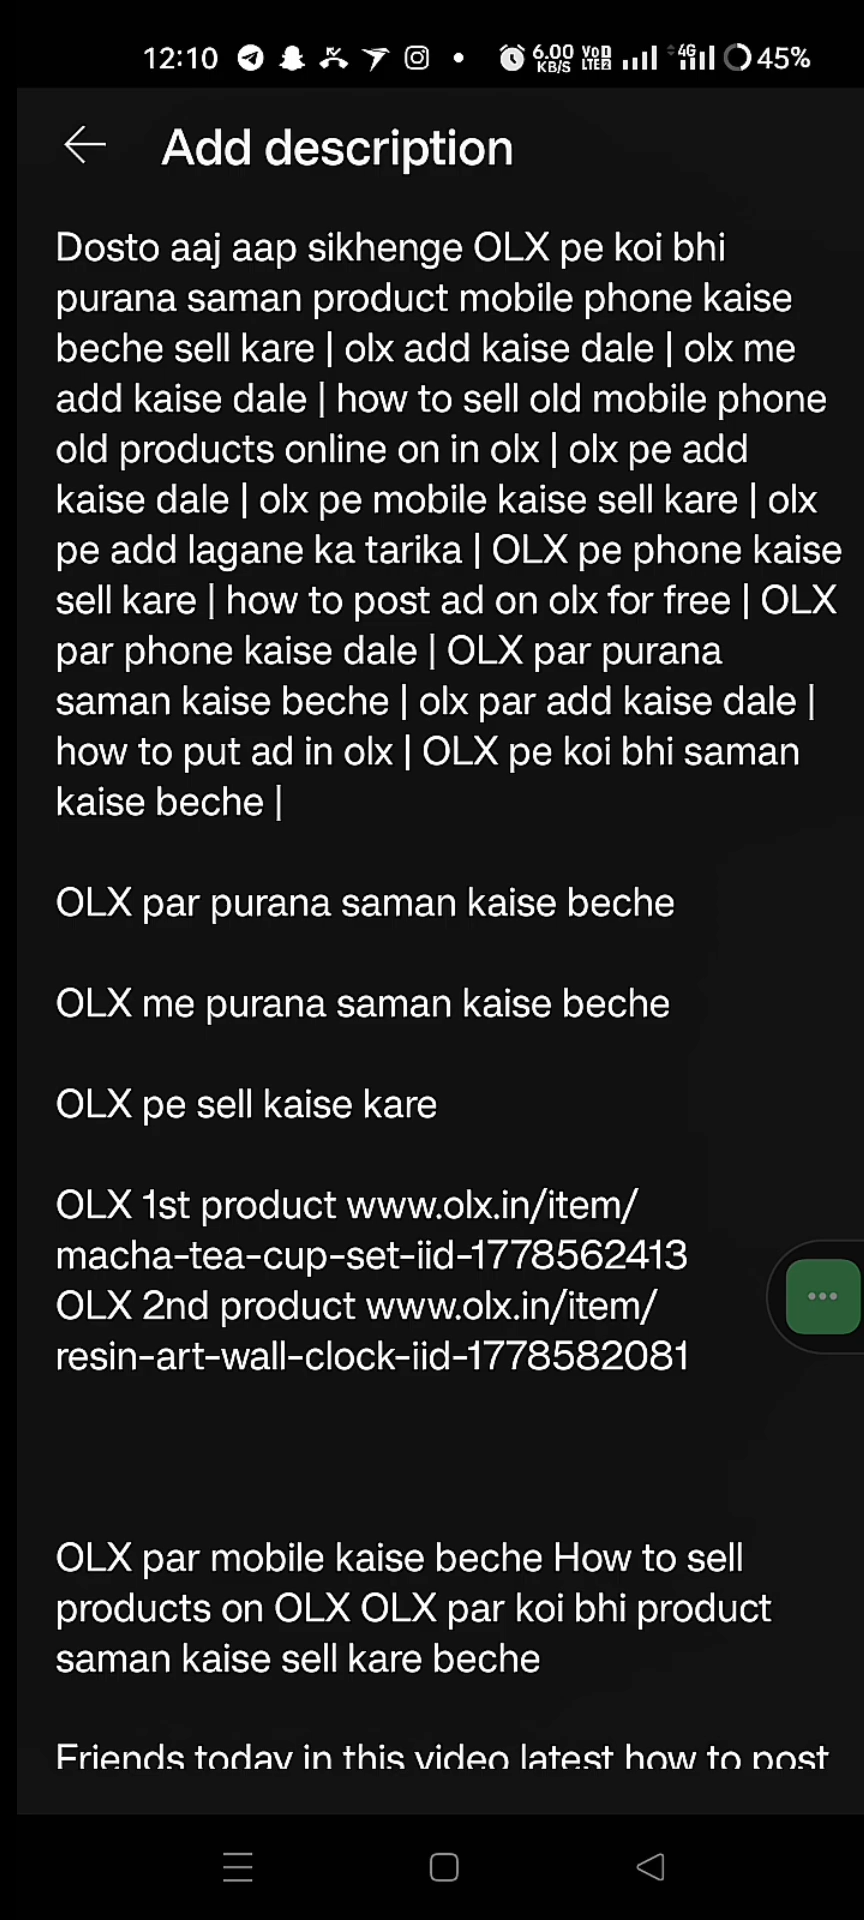 12:10
6.00 KB/S
VoD LTE2
4G
45%
Add description
Dosto aaj aap sikhenge OLX pe koi bhi
purana saman product mobile phone kaise
beche sell kare | olx add kaise dale | olx me
add kaise dale | how to sell old mobile phone
old products online on in olx | olx pe add
kaise dale | olx pe mobile kaise sell kare | olx
pe add lagane ka tarika | OLX pe phone kaise
sell kare | how to post ad on olx for free | OLX
par phone kaise dale | OLX par purana
saman kaise beche | olx par add kaise dale |
how to put ad in olx | OLX pe koi bhi saman
kaise beche |
OLX par purana saman kaise beche
OLX me purana saman kaise beche
OLX pe sell kaise kare
OLX 1st product www.olx.in/item/
macha-tea-cup-set-iid-1778562413
OLX 2nd product www.olx.in/item/
resin-art-wall-clock-iid-1778582081
OLX par mobile kaise beche How to sell
products on OLX OLX par koi bhi product
saman kaise sell kare beche
Friends today in this video latest how to post